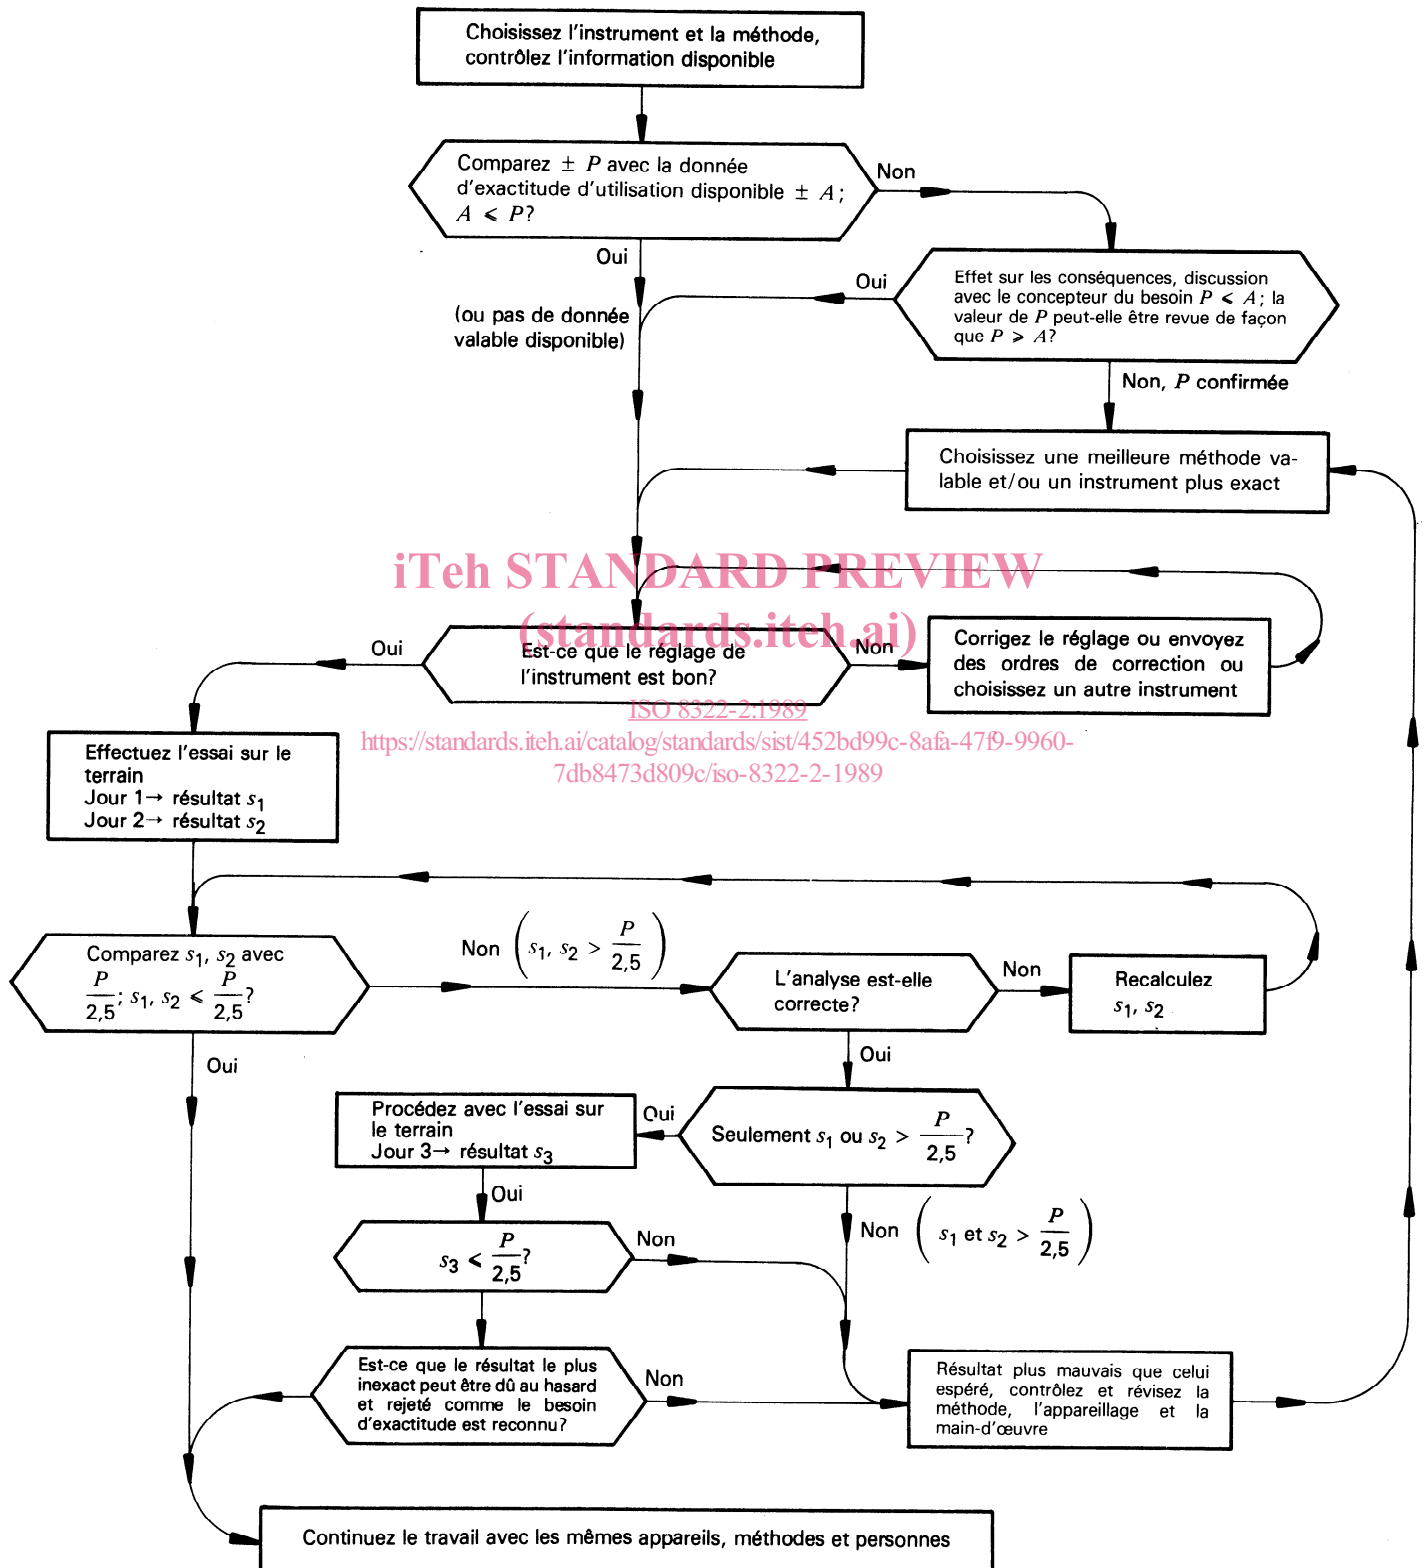 Choisissez l'instrument et la méthode,
contrôlez l'information disponible
Comparez ± P avec la donnée
d'exactitude d'utilisation disponible ± A;
A ⩽ P?
Non
Oui
(ou pas de donnée
valable disponible)
Oui
Effet sur les conséquences, discussion
avec le concepteur du besoin P < A; la
valeur de P peut-elle être revue de façon
que P ⩾ A?
Non, P confirmée
Choisissez une meilleure méthode va-
lable et/ou un instrument plus exact
iTeh STANDARD PREVIEW
(standards.iteh.ai)
Oui
Est-ce que le réglage de
l'instrument est bon?
Non
Corrigez le réglage ou envoyez
des ordres de correction ou
choisissez un autre instrument
ISO 8322-2:1989
https://standards.iteh.ai/catalog/standards/sist/452bd99c-8afa-47f9-9960-
7db8473d809c/iso-8322-2-1989
Effectuez l'essai sur le
terrain
Jour 1→ résultat s1
Jour 2→ résultat s2
Comparez s1, s2 avec
P/2,5; s1, s2 ⩽ P/2,5?
Non (s1, s2 > P/2,5)
L'analyse est-elle
correcte?
Non
Recalculez
s1, s2
Oui
Oui
Procédez avec l'essai sur
le terrain
Jour 3→ résultat s3
Oui
Seulement s1 ou s2 > P/2,5?
Oui
Non (s1 et s2 > P/2,5)
s3 ⩽ P/2,5?
Non
Est-ce que le résultat le plus
inexact peut être dû au hasard
et rejeté comme le besoin
d'exactitude est reconnu?
Non
Résultat plus mauvais que celui
espéré, contrôlez et révisez la
méthode, l'appareillage et la
main-d'œuvre
Continuez le travail avec les mêmes appareils, méthodes et personnes